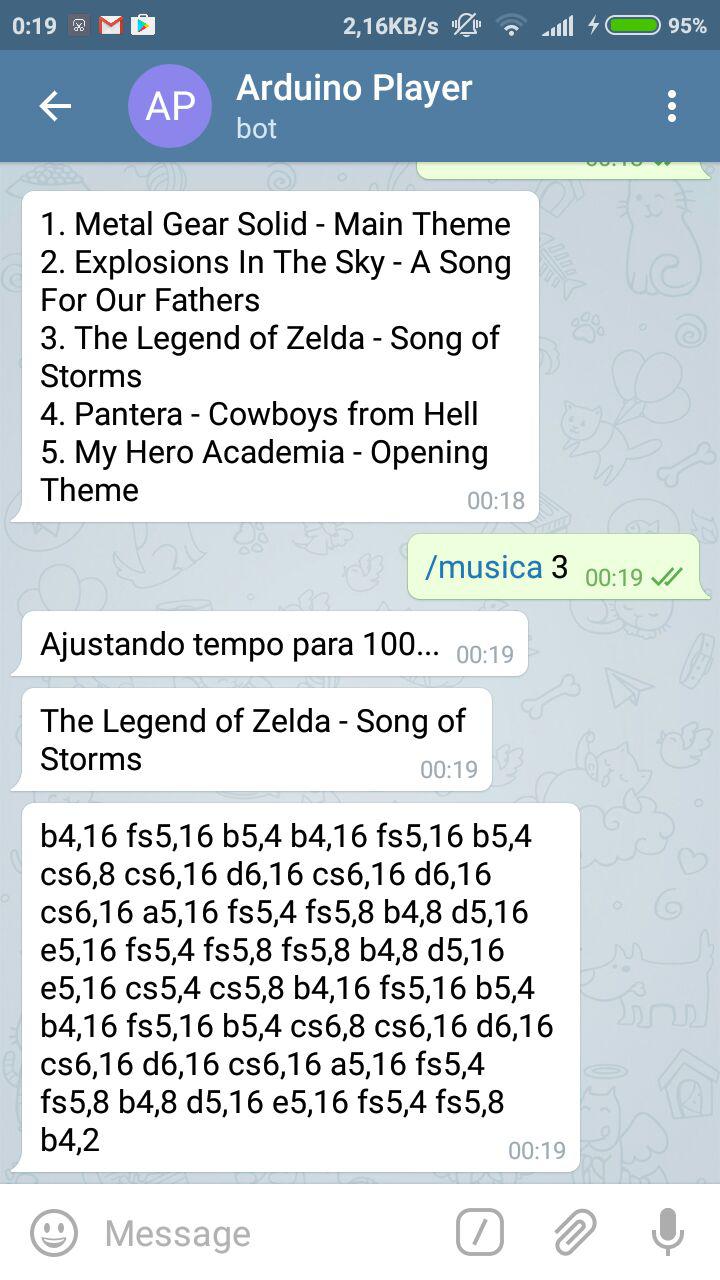 0:19 2,16KB/s 95%
AP Arduino Player
bot
1. Metal Gear Solid - Main Theme
2. Explosions In The Sky - A Song
For Our Fathers
3. The Legend of Zelda - Song of
Storms
4. Pantera - Cowboys from Hell
5. My Hero Academia - Opening
Theme
00:18
/musica 3 00:19
Ajustando tempo para 100... 00:19
The Legend of Zelda - Song of
Storms
00:19
b4,16 fs5,16 b5,4 b4,16 fs5,16 b5,4
cs6,8 cs6,16 d6,16 cs6,16 d6,16
cs6,16 a5,16 fs5,4 fs5,8 b4,8 d5,16
e5,16 fs5,4 fs5,8 fs5,8 b4,8 d5,16
e5,16 cs5,4 cs5,8 b4,16 fs5,16 b5,4
b4,16 fs5,16 b5,4 cs6,8 cs6,16 d6,16
cs6,16 d6,16 cs6,16 a5,16 fs5,4
fs5,8 b4,8 d5,16 e5,16 fs5,4 fs5,8
b4,2
00:19
Message